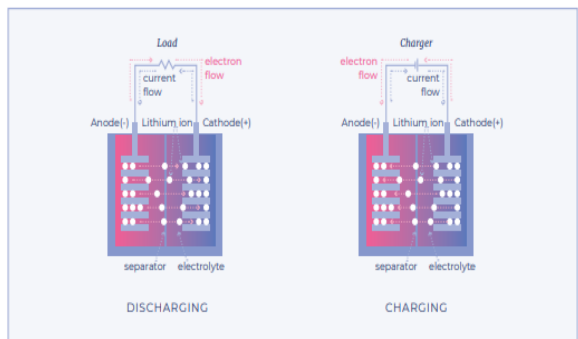 Load
electron
flow
current
flow
Anode(-) Lithium ion Cathode(+)
separator electrolyte
DISCHARGING
Charger
electron
flow
current
flow
Anode(-) Lithium ion Cathode(+)
separator electrolyte
CHARGING